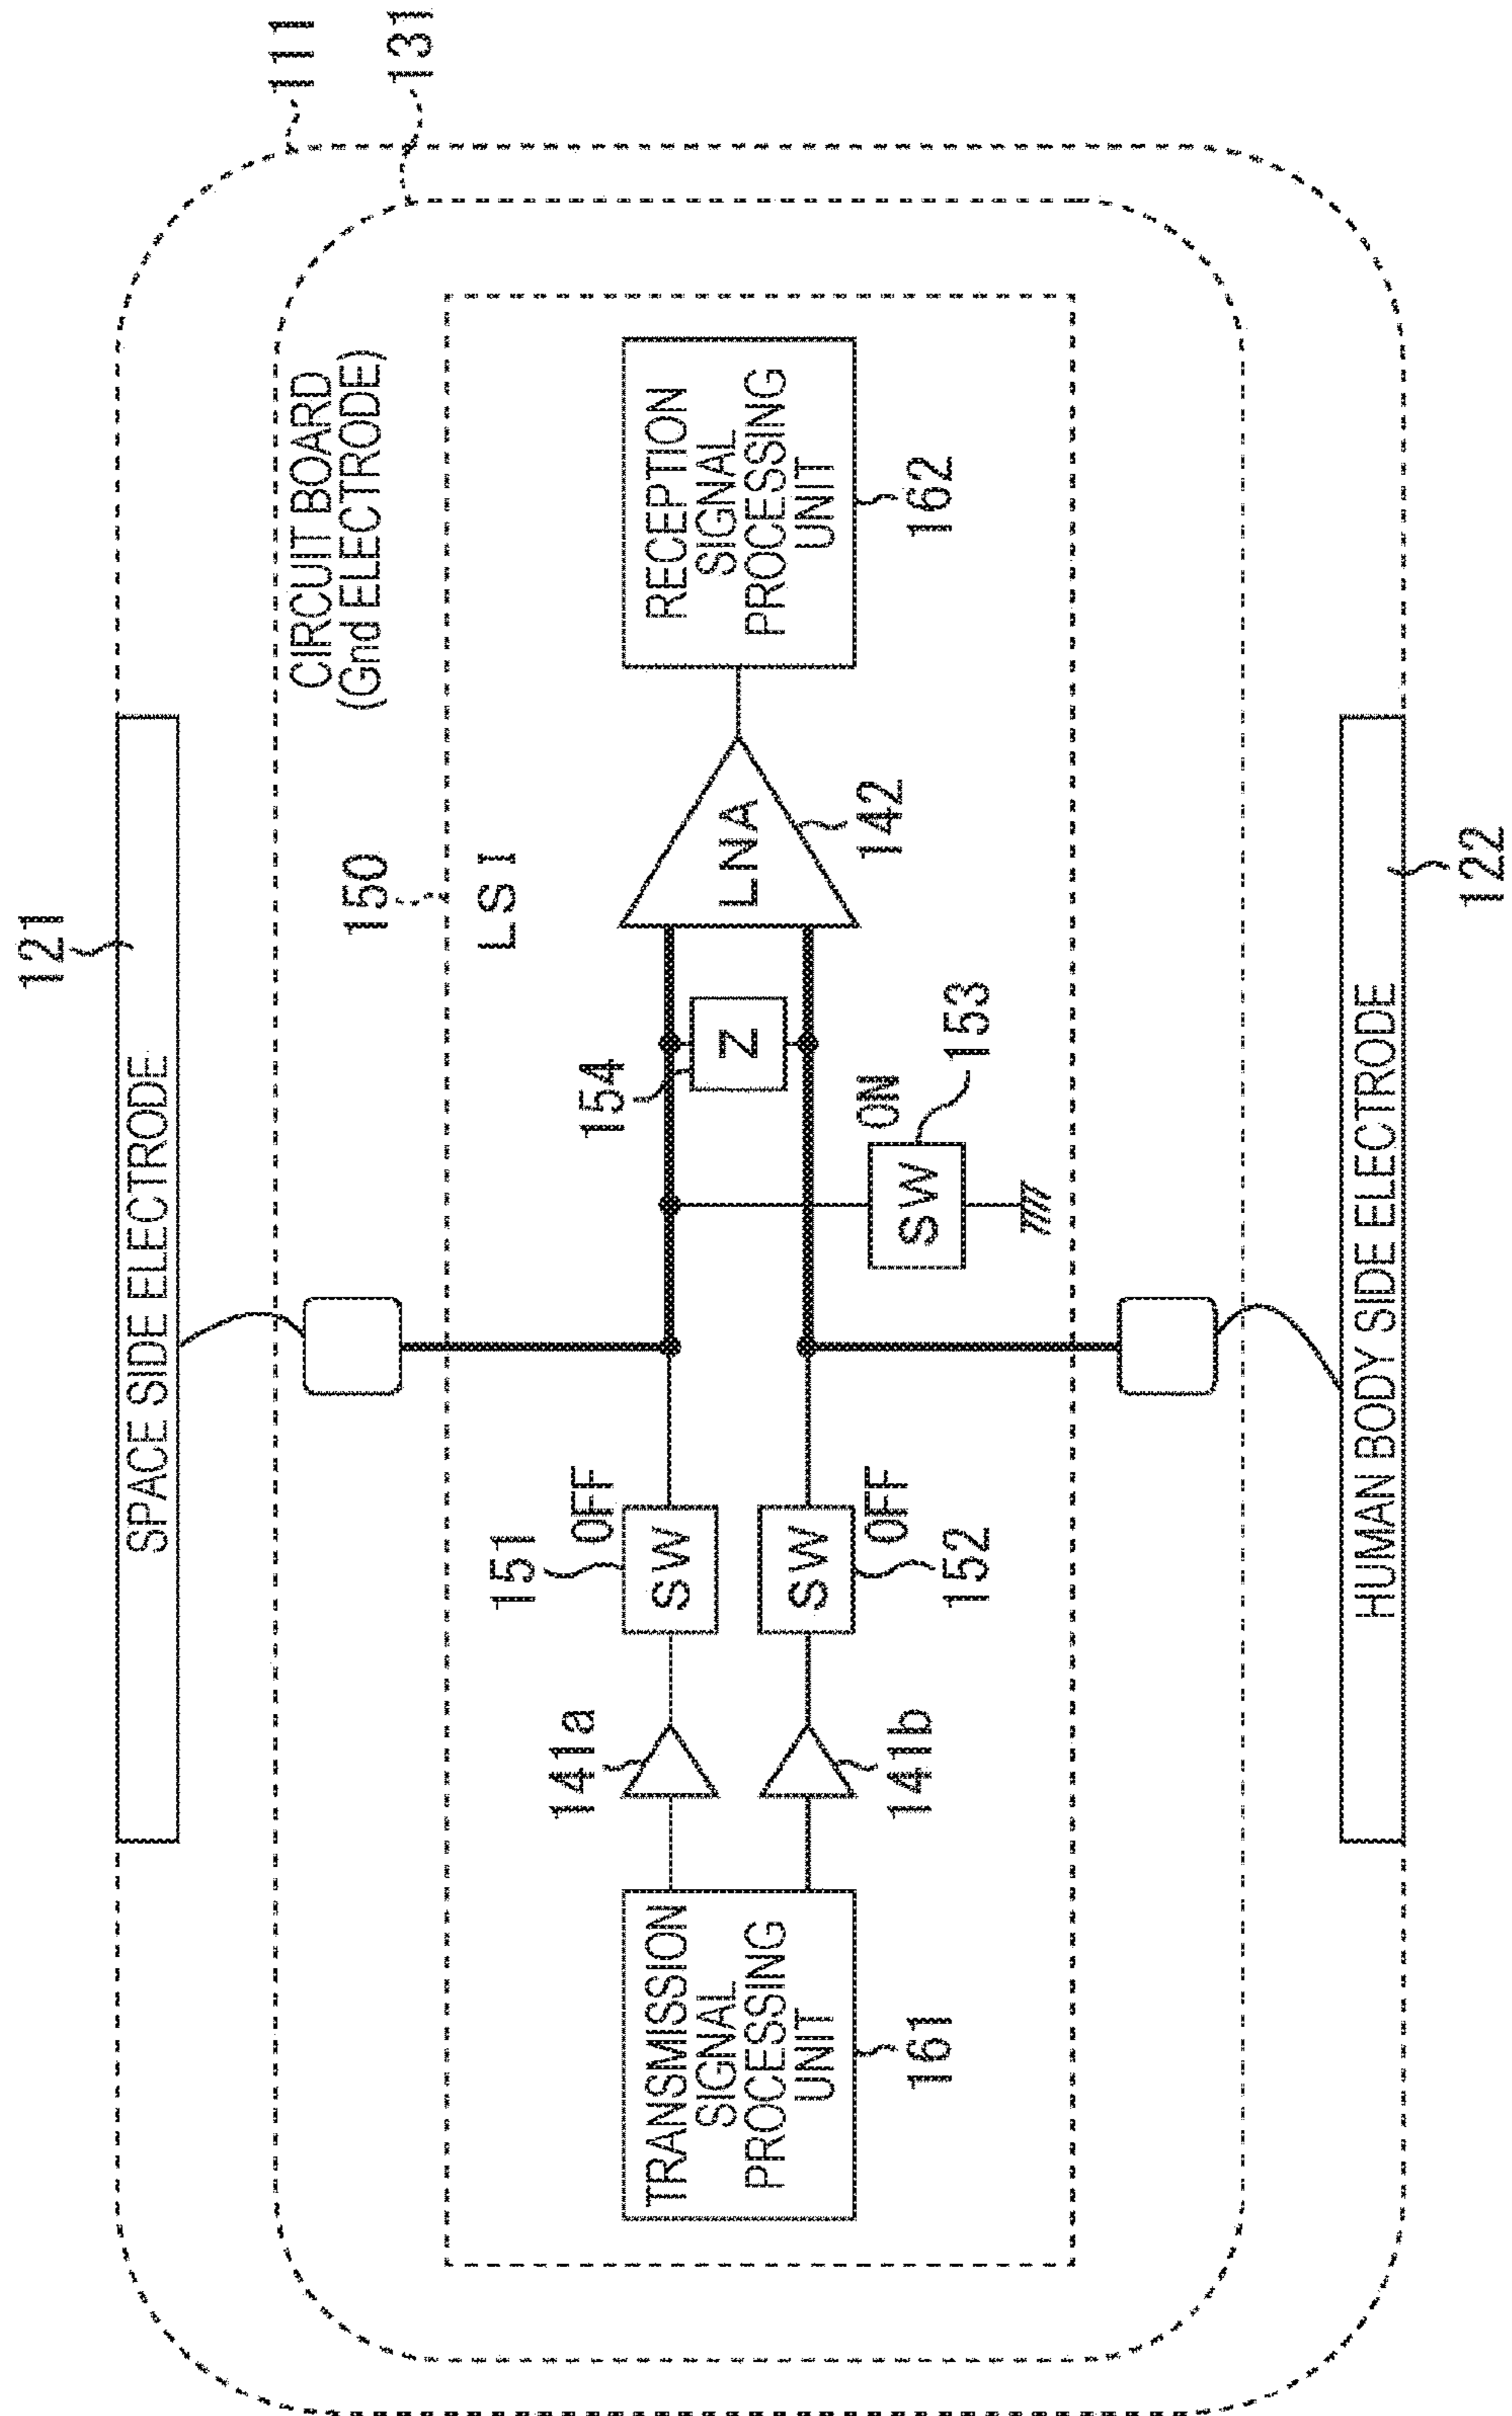 111
131
121
SPACE SIDE ELECTRODE
CIRCUIT BOARD
(Gnd ELECTRODE)
150
LSI
151
OFF
SW
141a
154
Z
LNA
142
TRANSMISSION
SIGNAL
PROCESSING
UNIT
161
RECEPTION
SIGNAL
PROCESSING
UNIT
162
SW
OFF
152
141b
ON
SW
153
HUMAN BODY SIDE ELECTRODE
122